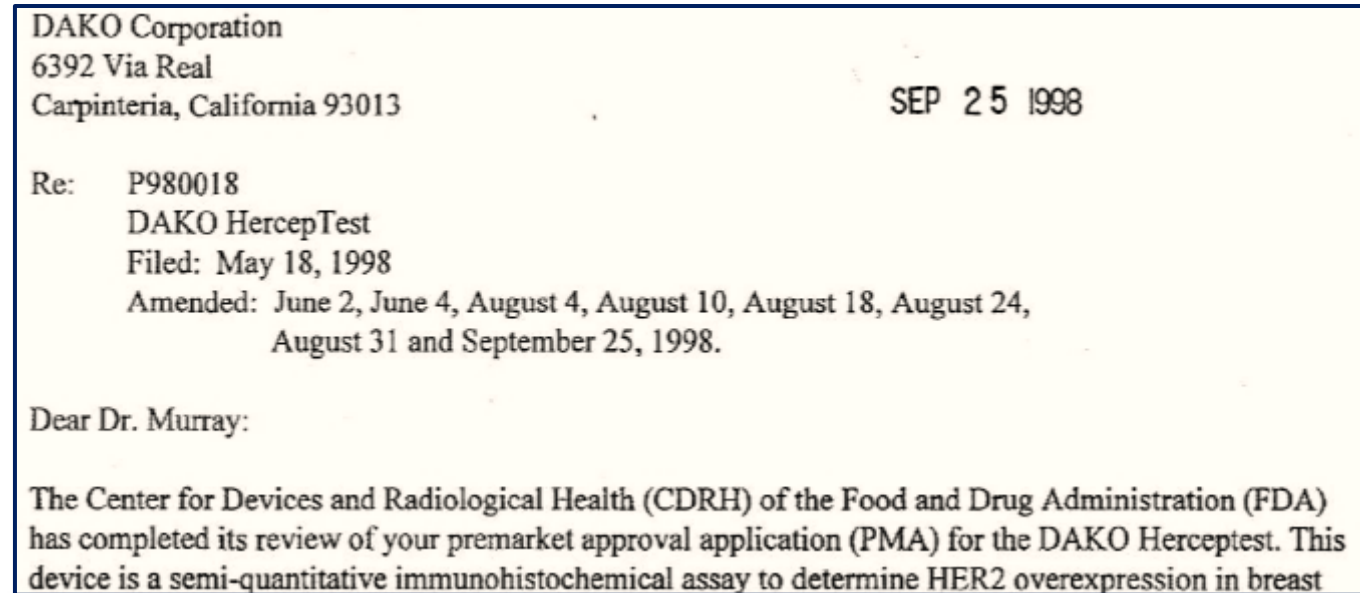 DAKO Corporation
6392 Via Real
Carpinteria, California 93013
SEP 25 1998
Re: P980018
DAKO HercepTest
Filed: May 18, 1998
Amended: June 2, June 4, August 4, August 10, August 18, August 24,
August 31 and September 25, 1998.
Dear Dr. Murray:
The Center for Devices and Radiological Health (CDRH) of the Food and Drug Administration (FDA)
has completed its review of your premarket approval application (PMA) for the DAKO Herceptest. This
device is a semi-quantitative immunohistochemical assay to determine HER2 overexpression in breast